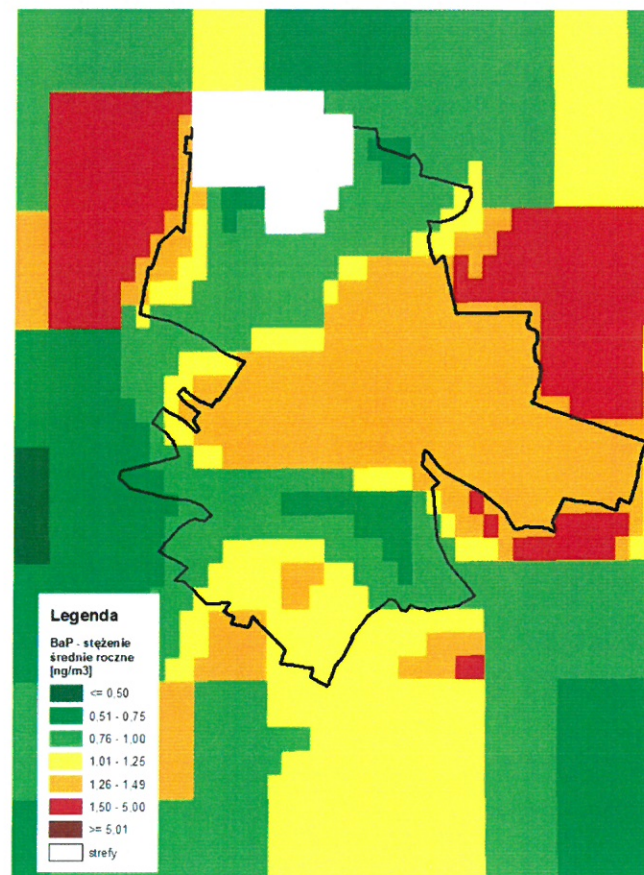 Legenda
BaP - stężenie
średnie roczne
[ng/m3]
<= 0.50
0.51 - 0.75
0.76 - 1.00
1.01 - 1.25
1.26 - 1.49
1.50 - 5.00
>= 5.01
strefy